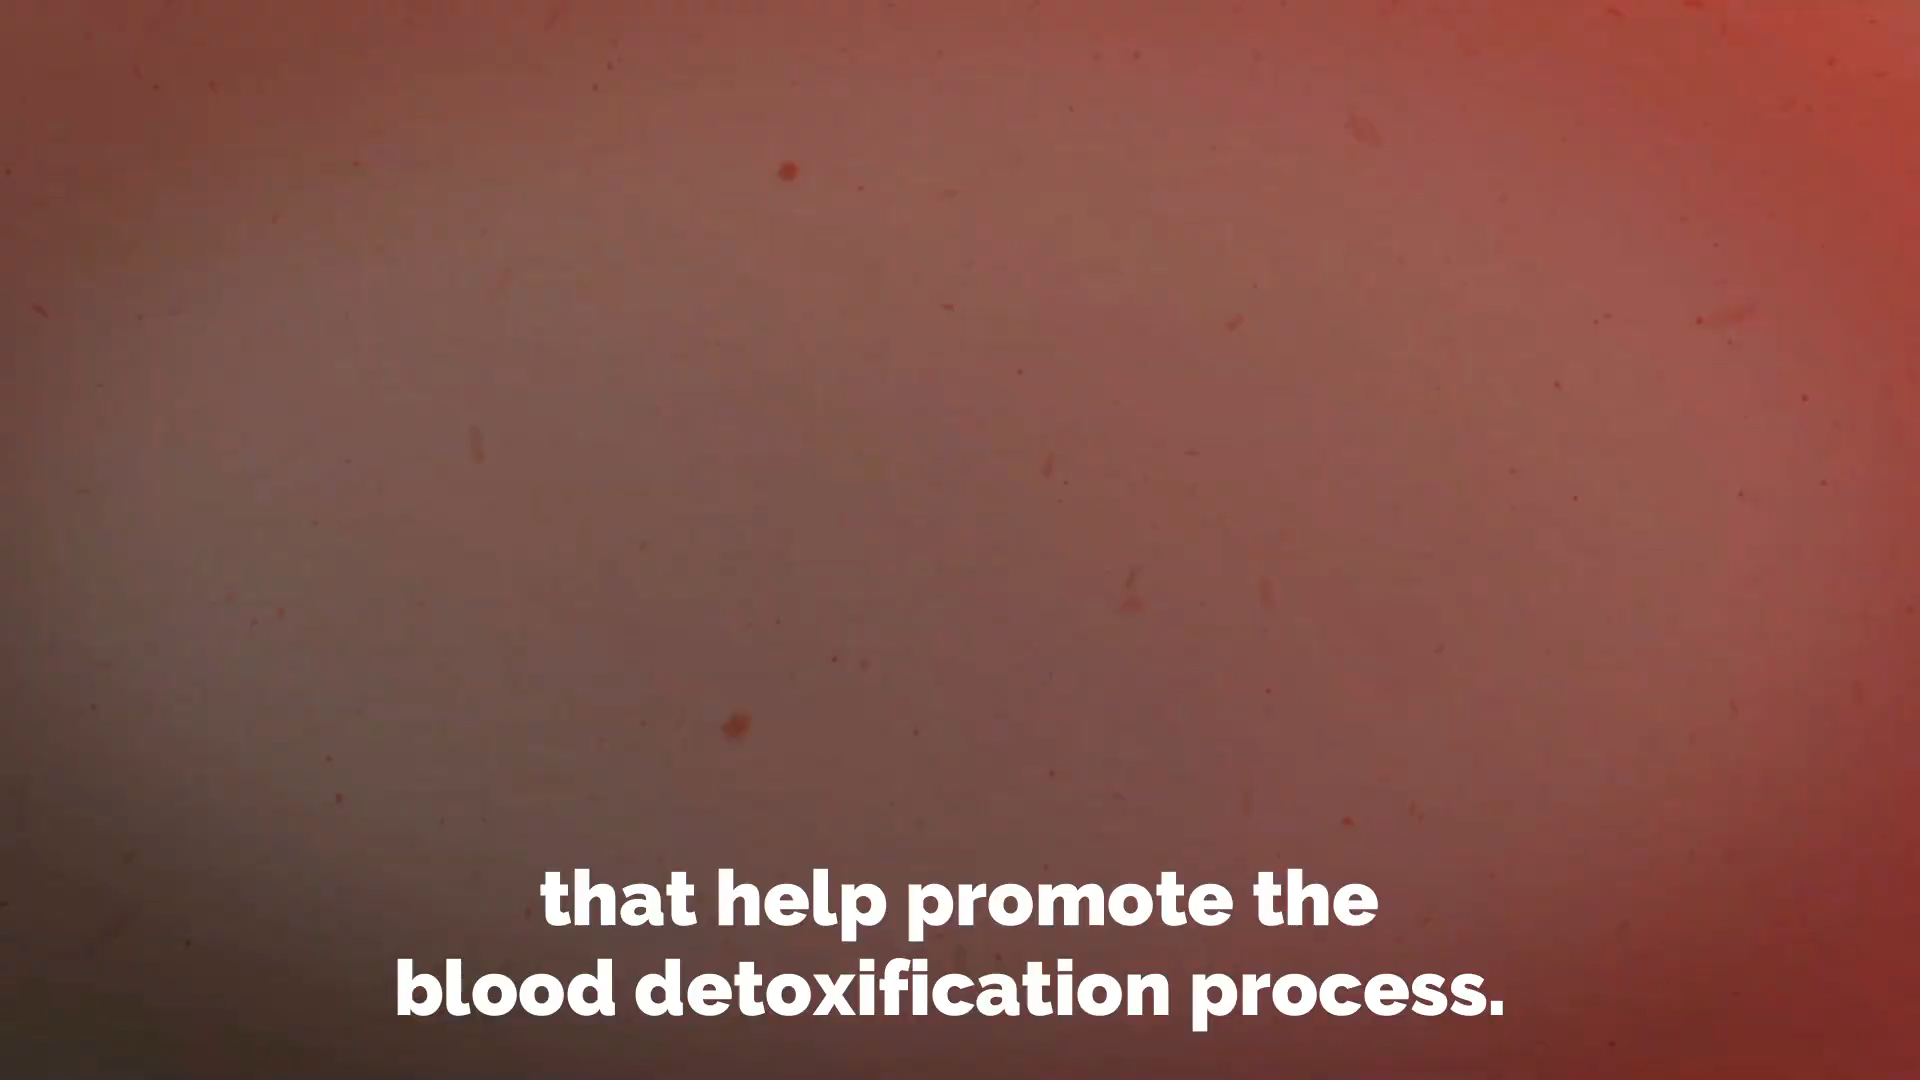 that help promote the
blood detoxification process.